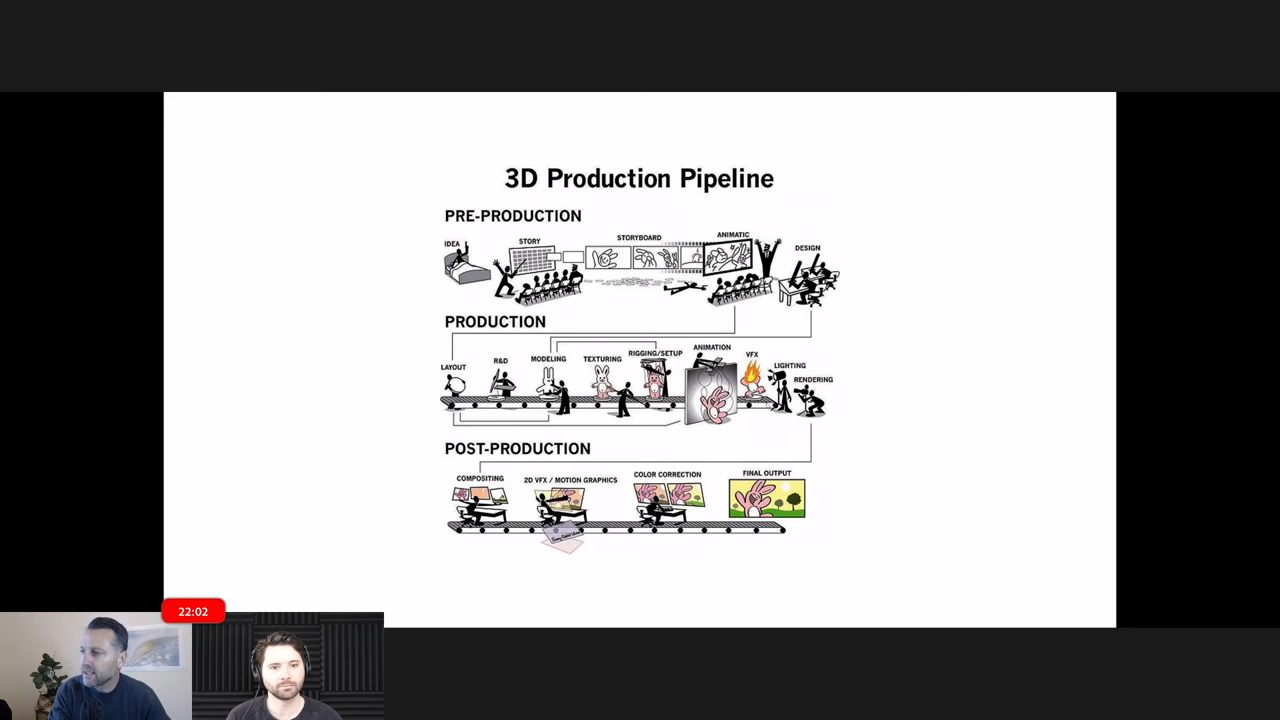 3D Production Pipeline
PRE-PRODUCTION
IDEA
STORY
STORYBOARD
ANIMATIC
DESIGN
PRODUCTION
LAYOUT
R&D
MODELING
TEXTURING
RIGGING/SETUP
ANIMATION
VFX
LIGHTING
RENDERING
POST-PRODUCTION
COMPOSITING
2D VFX / MOTION GRAPHICS
COLOR CORRECTION
FINAL OUTPUT
22:02